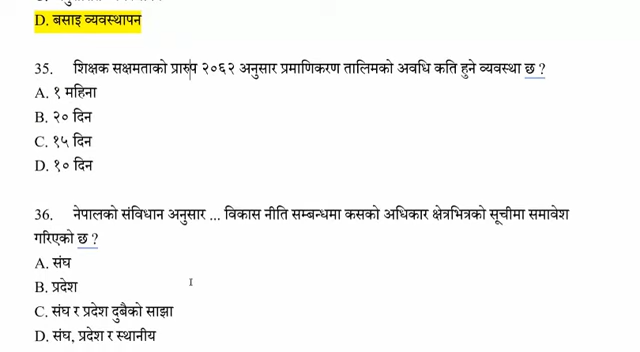 D. बसाइ व्यवस्थापन
35. शिक्षक सक्षमताको प्रारुप २०६२ अनुसार प्रमाणिकरण तालिमको अवधि कति हुने व्यवस्था छ ?
A. १ महिना
B. २० दिन
C. १५ दिन
D. १० दिन
36. नेपालको संविधान अनुसार ... विकास नीति सम्बन्धमा कसको अधिकार क्षेत्रभित्रको सूचीमा समावेश
गरिएको छ ?
A. संघ
B. प्रदेश
C. संघ र प्रदेश दुबैको साझा
D. संघ, प्रदेश र स्थानीय